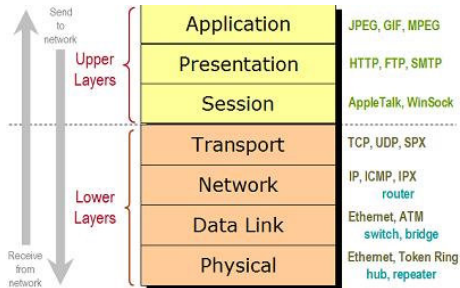 Send
to
network
Upper
Layers
Application
JPEG, GIF, MPEG
Presentation
HTTP, FTP, SMTP
Session
AppleTalk, WinSock
Lower
Layers
Transport
TCP, UDP, SPX
Network
IP, ICMP, IPX
router
Data Link
Ethernet, ATM
switch, bridge
Physical
Ethernet, Token Ring
hub, repeater
Receive
from
network